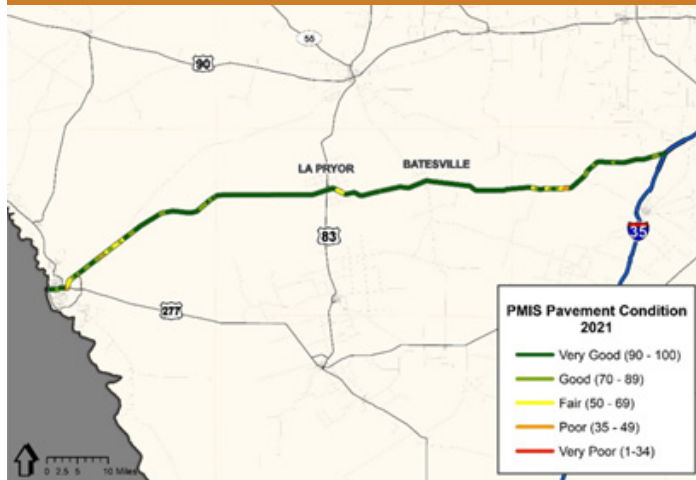 55
90
LA PRYOR
BATESVILLE
83
35
277
PMIS Pavement Condition
2021
Very Good (90 - 100)
Good (70 - 89)
Fair (50 - 69)
Poor (35 - 49)
Very Poor (1-34)
0 2.5 5 10 Miles